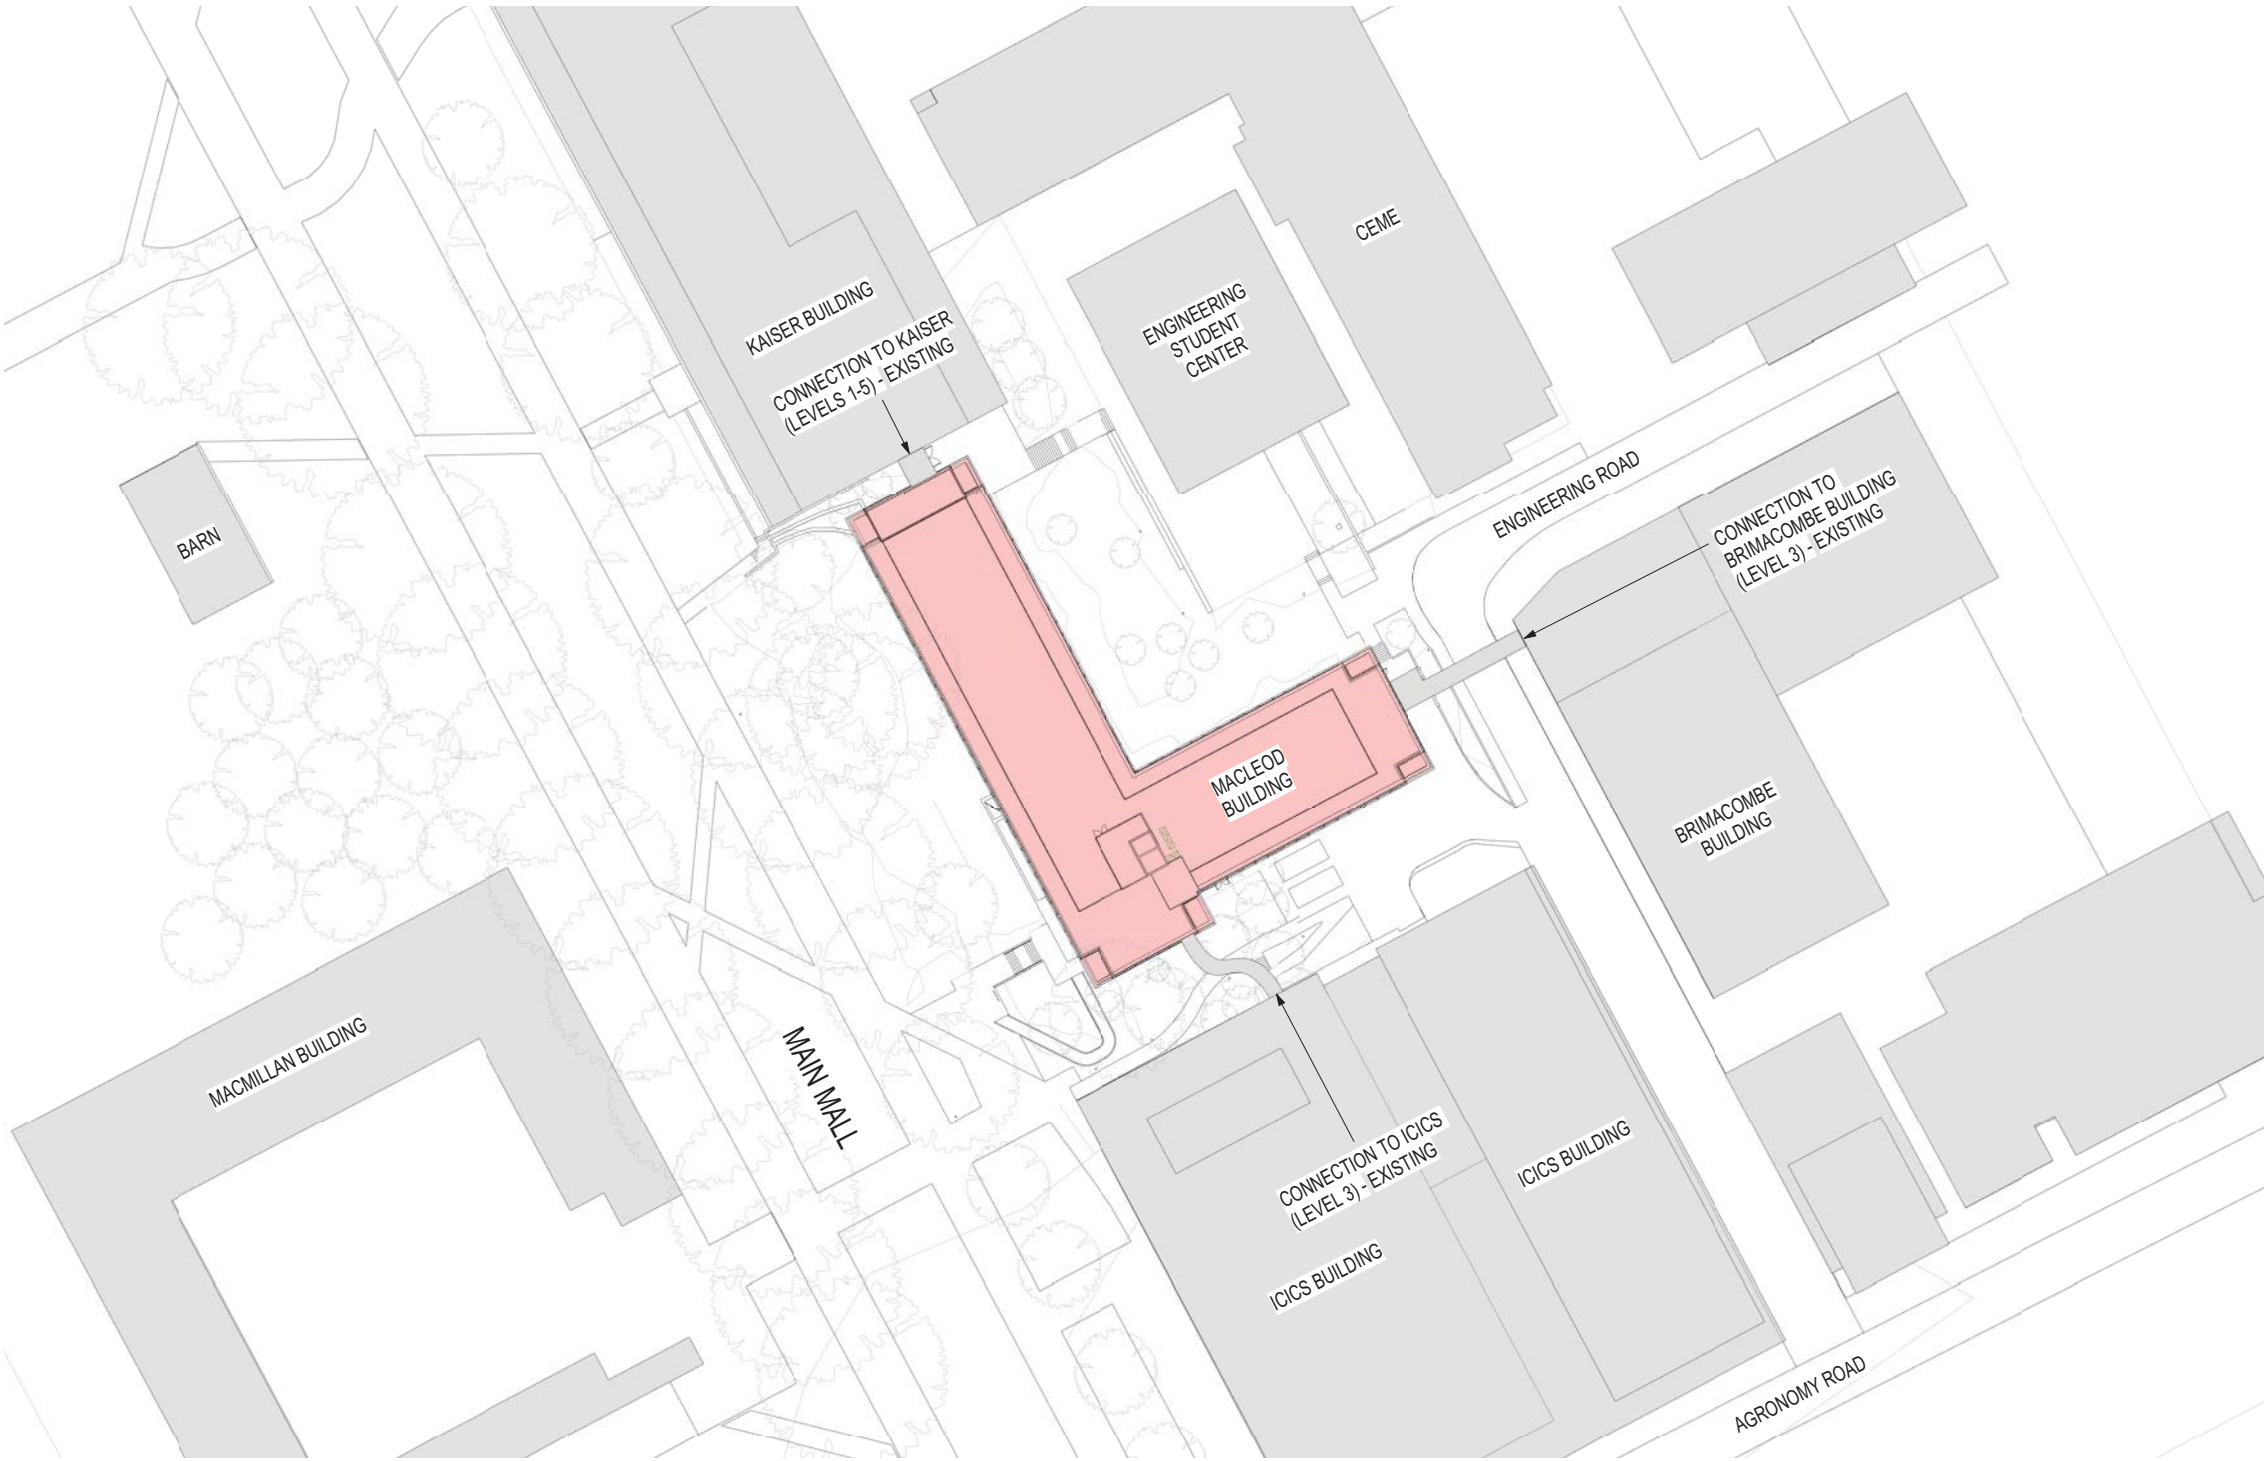 CEME
ENGINEERING
STUDENT
CENTER
KAISER BUILDING
CONNECTION TO KAISER
(LEVELS 1-5) - EXISTING
ENGINEERING ROAD
CONNECTION TO
BRIMACOMBE BUILDING
(LEVEL 3) - EXISTING
BARN
MACLEOD
BUILDING
BRIMACOMBE
BUILDING
MACMILLAN BUILDING
MAIN MALL
CONNECTION TO ICICS
(LEVEL 3) - EXISTING
ICICS BUILDING
ICICS BUILDING
AGRONOMY ROAD